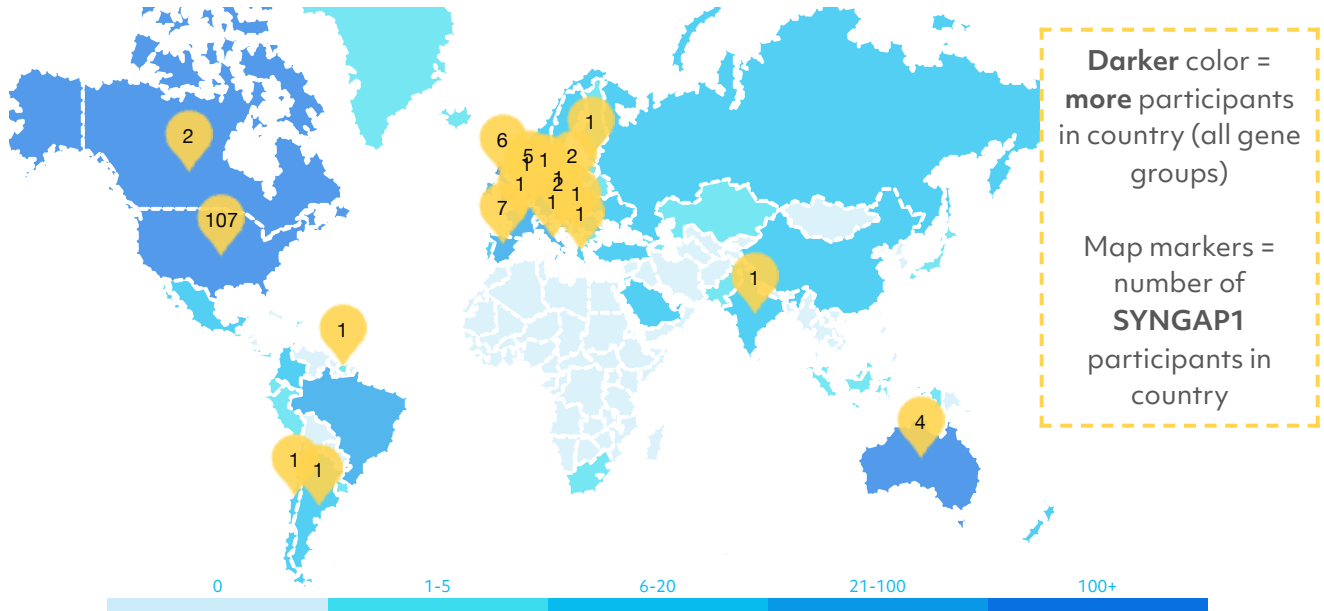 Darker color =
more participants
in country (all gene
groups)
Map markers =
number of
SYNGAP1
participants in
country
2
107
1
1
1
6
5
1
1
2
1
1
1
2
1
7
1
1
1
4
0
1-5
6-20
21-100
100+